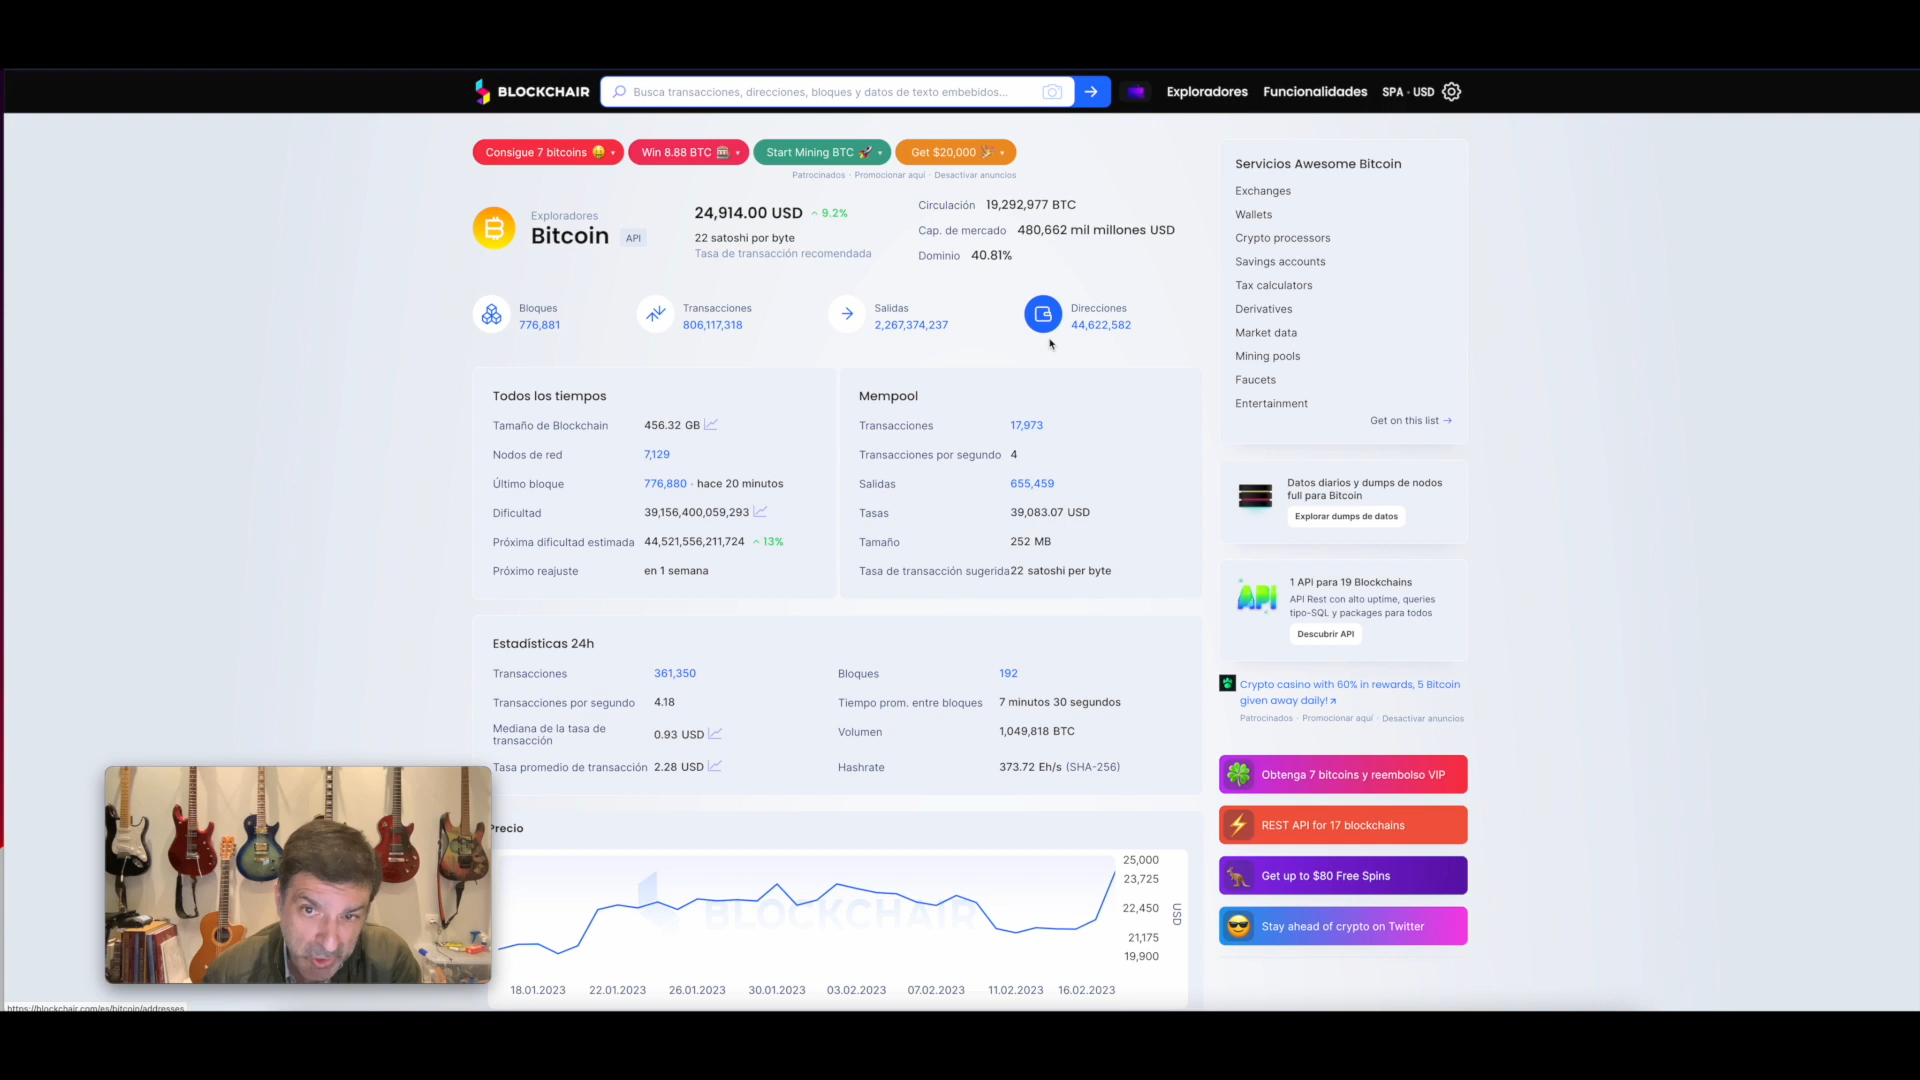 BLOCKCHAIR
Busca transacciones, direcciones, bloques y datos de texto embebidos...
Exploradores
Funcionalidades
SPA · USD
Consigue 7 bitcoins
Win 8.88 BTC
Start Mining BTC
Get $20,000
Patrocinados · Promocionar aquí · Desactivar anuncios
Exploradores
Bitcoin
API
24,914.00 USD
9.2%
22 satoshi por byte
Tasa de transacción recomendada
Circulación 19,292,977 BTC
Cap. de mercado 480,662 mil millones USD
Dominio 40.81%
Bloques
776,881
Transacciones
806,117,318
Salidas
2,267,374,237
Direcciones
44,622,582
Todos los tiempos
Tamaño de Blockchain 456.32 GB
Nodos de red 7,129
Último bloque 776,880 · hace 20 minutos
Dificultad 39,156,400,059,293
Próxima dificultad estimada 44,521,556,211,724 13%
Próximo reajuste en 1 semana
Mempool
Transacciones 17,973
Transacciones por segundo 4
Salidas 655,459
Tasas 39,083.07 USD
Tamaño 252 MB
Tasa de transacción sugerida 22 satoshi per byte
Estadísticas 24h
Transacciones 361,350
Transacciones por segundo 4.18
Mediana de la tasa de
transacción
0.93 USD
Tasa promedio de transacción 2.28 USD
Bloques 192
Tiempo prom. entre bloques 7 minutos 30 segundos
Volumen 1,049,818 BTC
Hashrate 373.72 Eh/s (SHA-256)
Precio
BLOCKCHAIR
25,000
23,725
22,450
21,175
19,900
USD
18.01.2023 22.01.2023 26.01.2023 30.01.2023 03.02.2023 07.02.2023 11.02.2023 16.02.2023
Servicios Awesome Bitcoin
Exchanges
Wallets
Crypto processors
Savings accounts
Tax calculators
Derivatives
Market data
Mining pools
Faucets
Entertainment
Get on this list →
Datos diarios y dumps de nodos
full para Bitcoin
Explorar dumps de datos
API
1 API para 19 Blockchains
API Rest con alto uptime, queries
tipo-SQL y packages para todos
Descubrir API
Crypto casino with 60% in rewards, 5 Bitcoin
given away daily!
Patrocinados · Promocionar aquí · Desactivar anuncios
Obtenga 7 bitcoins y reembolso VIP
REST API for 17 blockchains
Get up to $80 Free Spins
Stay ahead of crypto on Twitter
https://blockchair.com/es/bitcoin/addresses